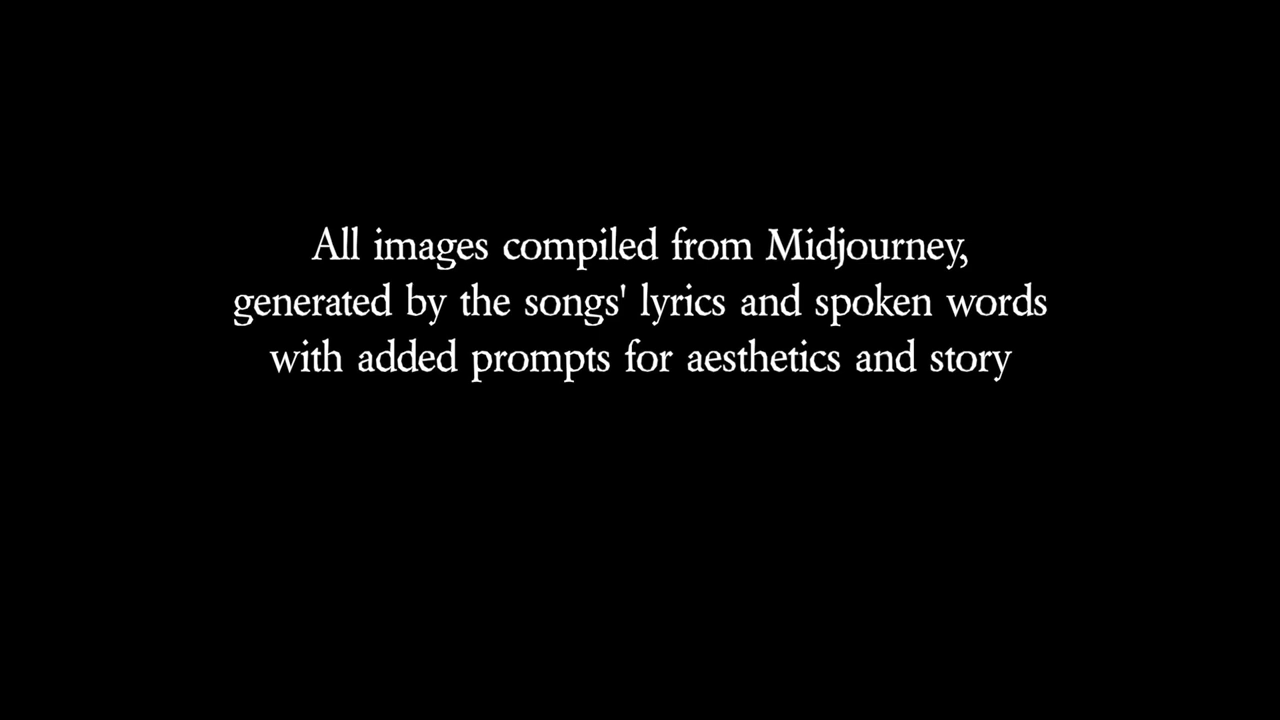 All images compiled from Midjourney,
generated by the songs' lyrics and spoken words
with added prompts for aesthetics and story